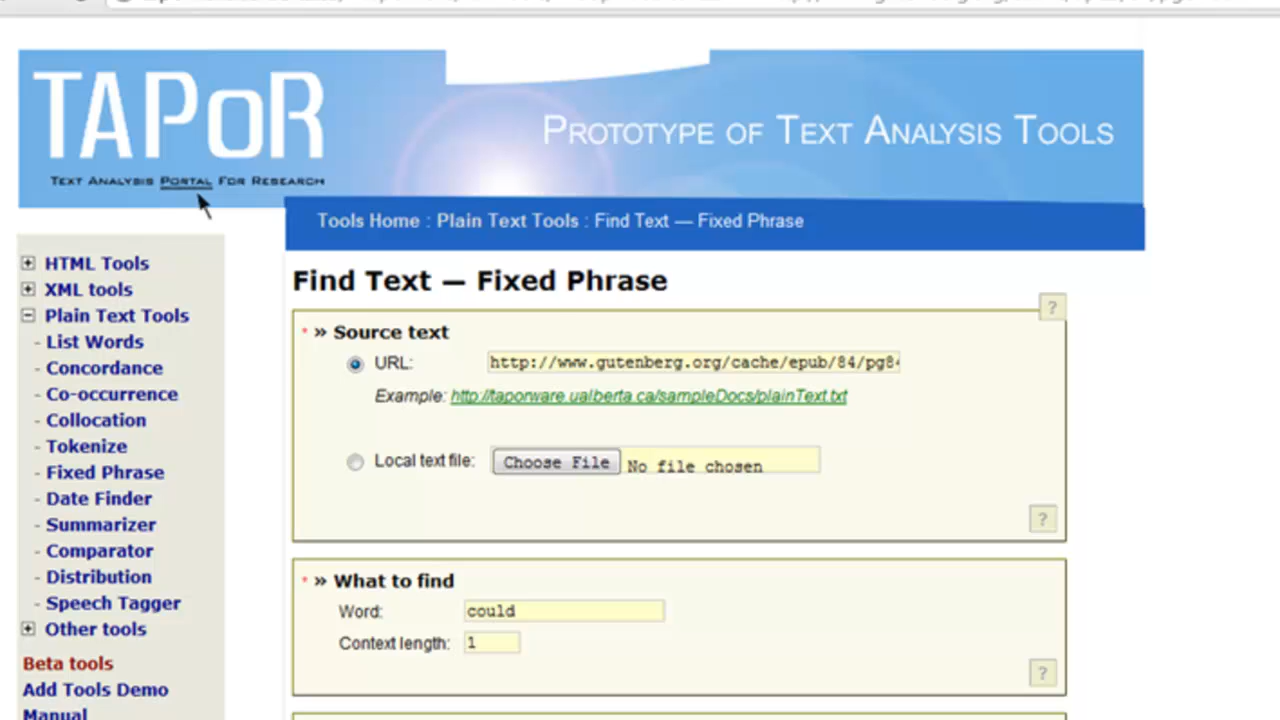 TAPoR
Text Analysis Portal For Research
Prototype of Text Analysis Tools
Tools Home : Plain Text Tools : Find Text — Fixed Phrase
HTML Tools
XML tools
Plain Text Tools
- List Words
- Concordance
- Co-occurrence
- Collocation
- Tokenize
- Fixed Phrase
- Date Finder
- Summarizer
- Comparator
- Distribution
- Speech Tagger
Other tools
Beta tools
Add Tools Demo
Manual
Find Text — Fixed Phrase
?
* » Source text
URL: http://www.gutenberg.org/cache/epub/84/pg84
Example: http://taporware.ualberta.ca/sampleDocs/plainText.txt
Local text file: Choose File No file chosen
?
* » What to find
Word: could
Context length: 1
?